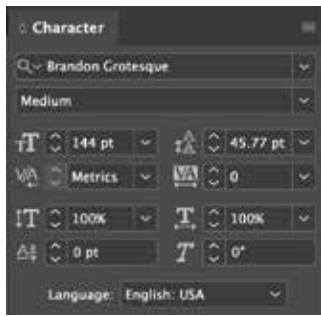 Character
Brandon Grotesque
Medium
144 pt 45.77 pt
Metrics 0
100% 100%
0 pt 0°
Language: English: USA